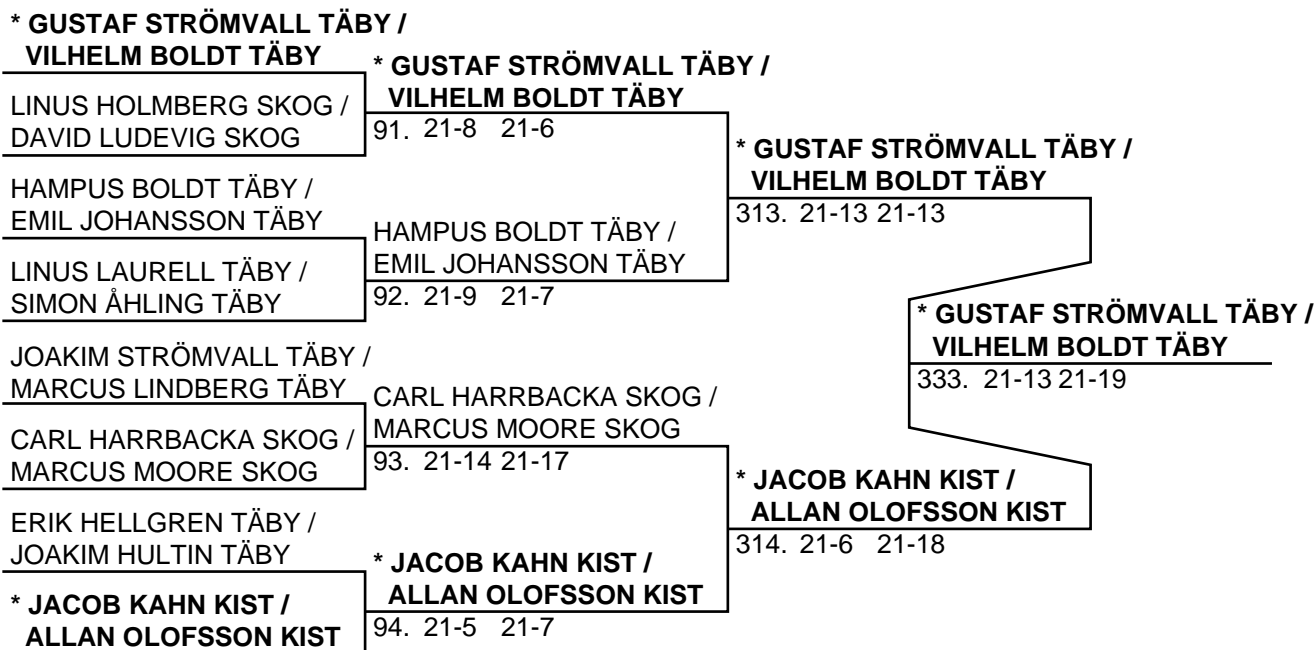 * GUSTAF STRÖMVALL TÄBY /
VILHELM BOLDT TÄBY
LINUS HOLMBERG SKOG /
DAVID LUDEVIG SKOG
HAMPUS BOLDT TÄBY /
EMIL JOHANSSON TÄBY
LINUS LAURELL TÄBY /
SIMON ÅHLING TÄBY
JOAKIM STRÖMVALL TÄBY /
MARCUS LINDBERG TÄBY
CARL HARRBACKA SKOG /
MARCUS MOORE SKOG
ERIK HELLGREN TÄBY /
JOAKIM HULTIN TÄBY
* JACOB KAHN KIST /
ALLAN OLOFSSON KIST
* GUSTAF STRÖMVALL TÄBY /
VILHELM BOLDT TÄBY
91. 21-8 21-6
HAMPUS BOLDT TÄBY /
EMIL JOHANSSON TÄBY
92. 21-9 21-7
CARL HARRBACKA SKOG /
MARCUS MOORE SKOG
93. 21-14 21-17
* JACOB KAHN KIST /
ALLAN OLOFSSON KIST
94. 21-5 21-7
* GUSTAF STRÖMVALL TÄBY /
VILHELM BOLDT TÄBY
313. 21-13 21-13
* JACOB KAHN KIST /
ALLAN OLOFSSON KIST
314. 21-6 21-18
* GUSTAF STRÖMVALL TÄBY /
VILHELM BOLDT TÄBY
333. 21-13 21-19